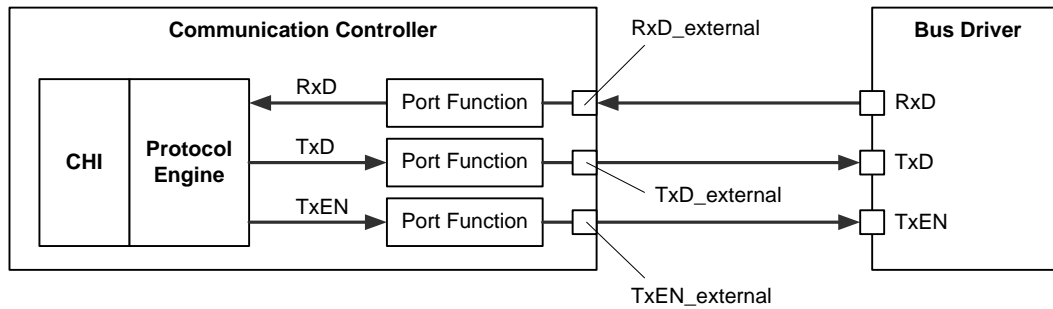 Communication Controller
RxD_external
Bus Driver
RxD
Port Function
RxD
CHI
Protocol
Engine
TxD
Port Function
TxD
TxD_external
TxEN
Port Function
TxEN
TxEN_external